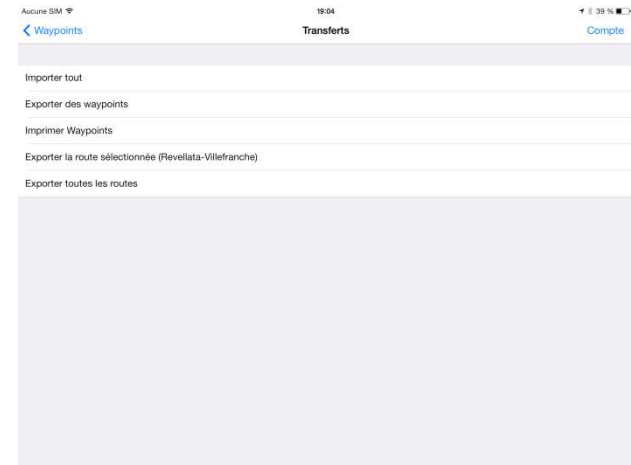 Aucune SIM 19:04 39 %
Waypoints Transferts Compte
Importer tout
Exporter des waypoints
Imprimer Waypoints
Exporter la route sélectionnée (Revellata-Villefranche)
Exporter toutes les routes